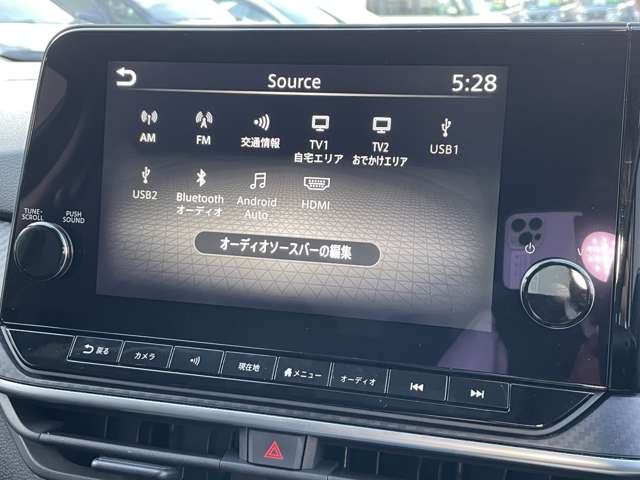 Source
5:28
AM
FM
交通情報
TV1
自宅エリア
TV2
おでかけエリア
USB1
USB2
Bluetooth
オーディオ
Android
Auto
HDMI
オーディオソースバーの編集
TUNE·
SCROLL
PUSH
SOUND
戻る
カメラ
現在地
メニュー
オーディオ